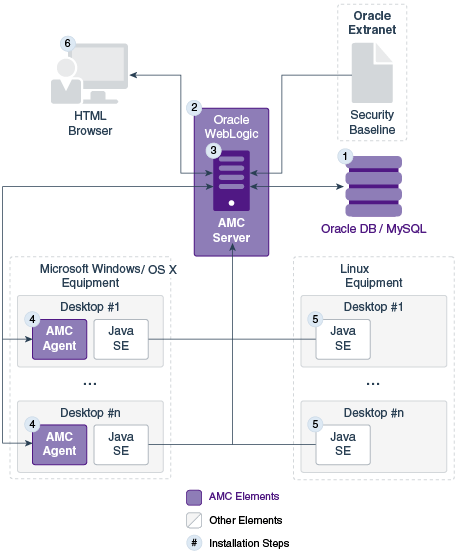 Oracle
Extranet
6
HTML
Browser
Security
Baseline
2
Oracle
WebLogic
3
AMC
Server
1
Oracle DB / MySQL
Microsoft Windows/ OS X
Equipment
Desktop #1
4
AMC
Agent
Java
SE
...
Desktop #n
4
AMC
Agent
Java
SE
Linux
Equipment
Desktop #1
5
Java
SE
...
Desktop #n
5
Java
SE
AMC Elements
Other Elements
# Installation Steps